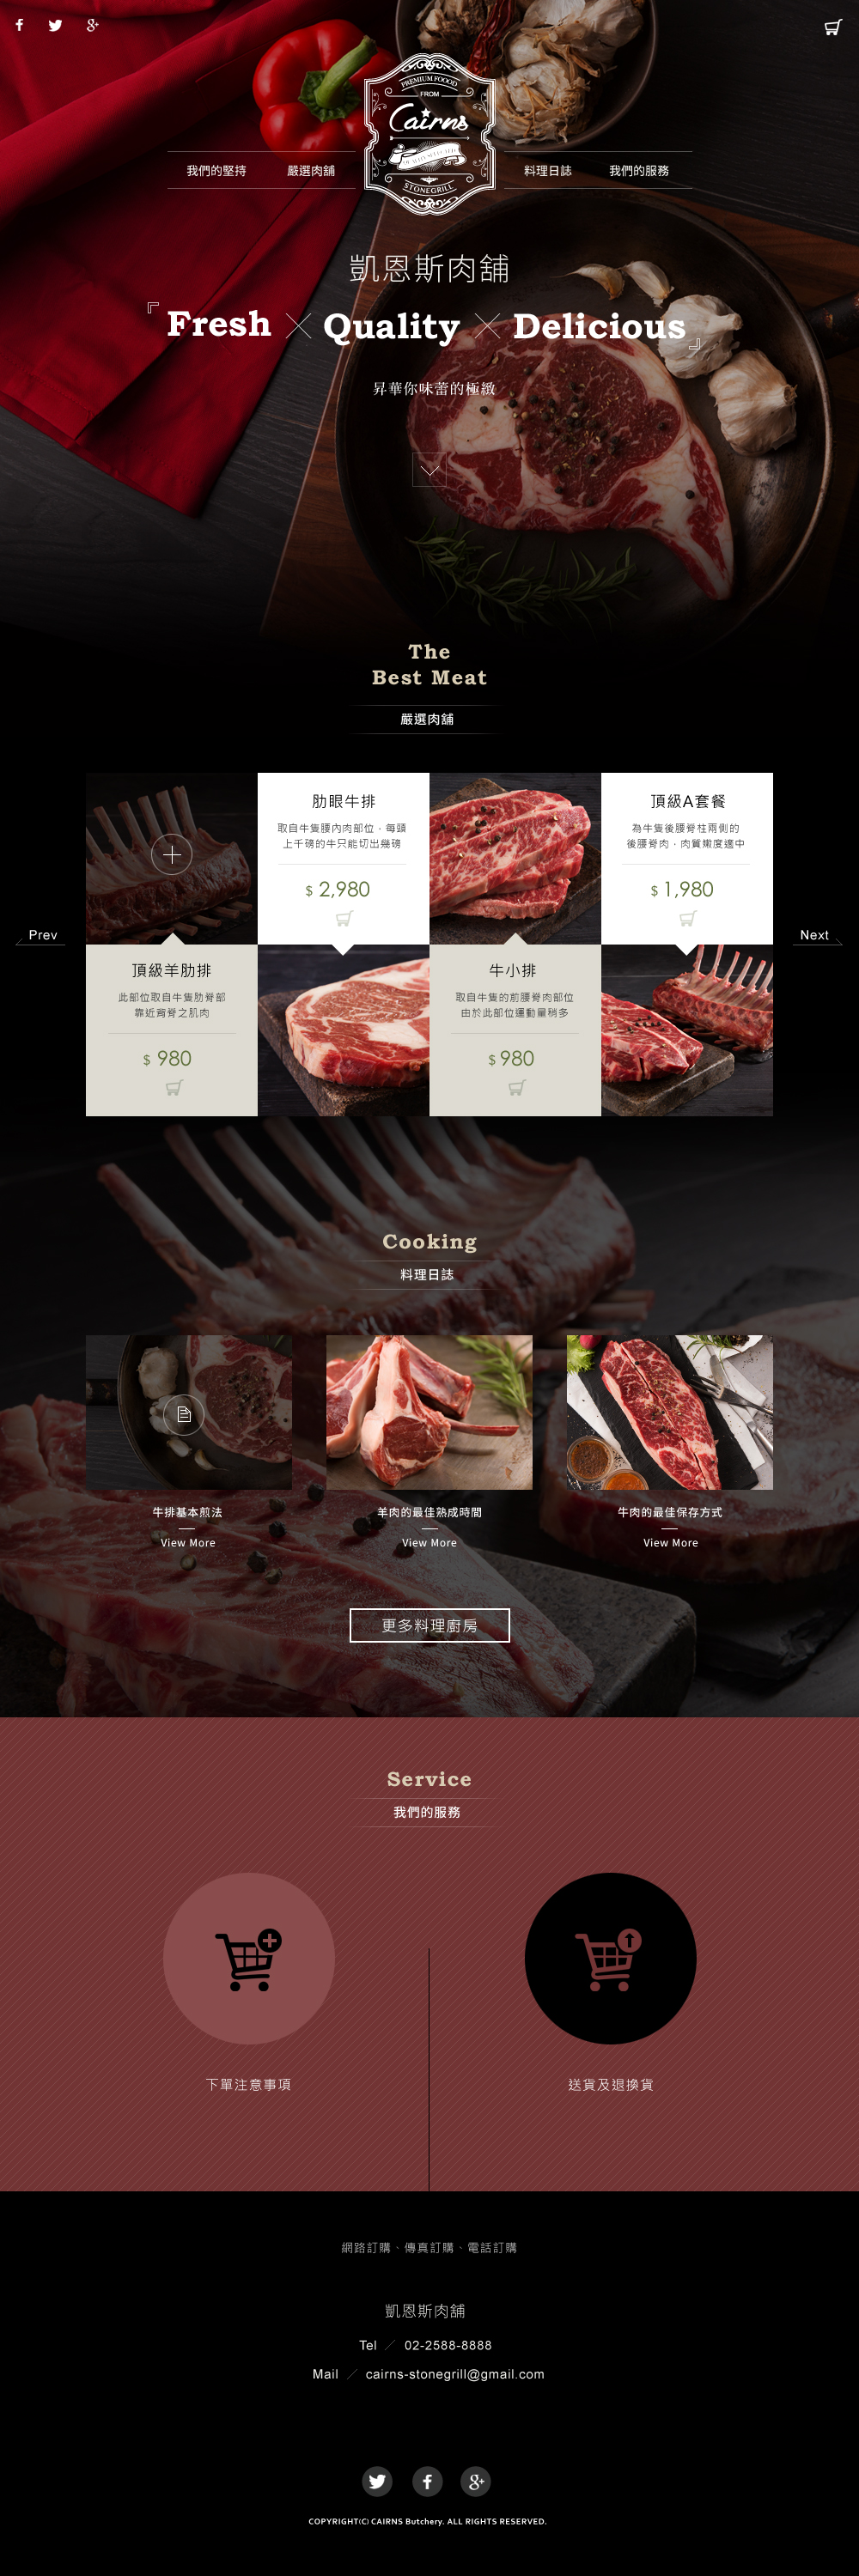 PREMIUM FOOOD
FROM
Cairns
STONEGRILL
我們的堅持
嚴選肉舖
料理日誌
我們的服務
凱恩斯肉舖
『Fresh × Quality × Delicious』
昇華你味蕾的極緻
The
Best Meat
嚴選肉舖
肋眼牛排
取自牛隻腰內肉部位，每頭
上千磅的牛只能切出幾磅
$ 2,980
頂級A套餐
為牛隻後腰脊柱兩側的
後腰脊肉，肉質嫩度適中
$ 1,980
Prev
Next
頂級羊肋排
此部位取自牛隻肋脊部
靠近背脊之肌肉
$ 980
牛小排
取自牛隻的前腰脊肉部位
由於此部位運動量稍多
$ 980
Cooking
料理日誌
牛排基本煎法
View More
羊肉的最佳熟成時間
View More
牛肉的最佳保存方式
View More
更多料理廚房
Service
我們的服務
下單注意事項
送貨及退換貨
網路訂購、傳真訂購、電話訂購
凱恩斯肉舖
Tel ／ 02-2588-8888
Mail ／ cairns-stonegrill@gmail.com
COPYRIGHT(C) CAIRNS Butchery. ALL RIGHTS RESERVED.